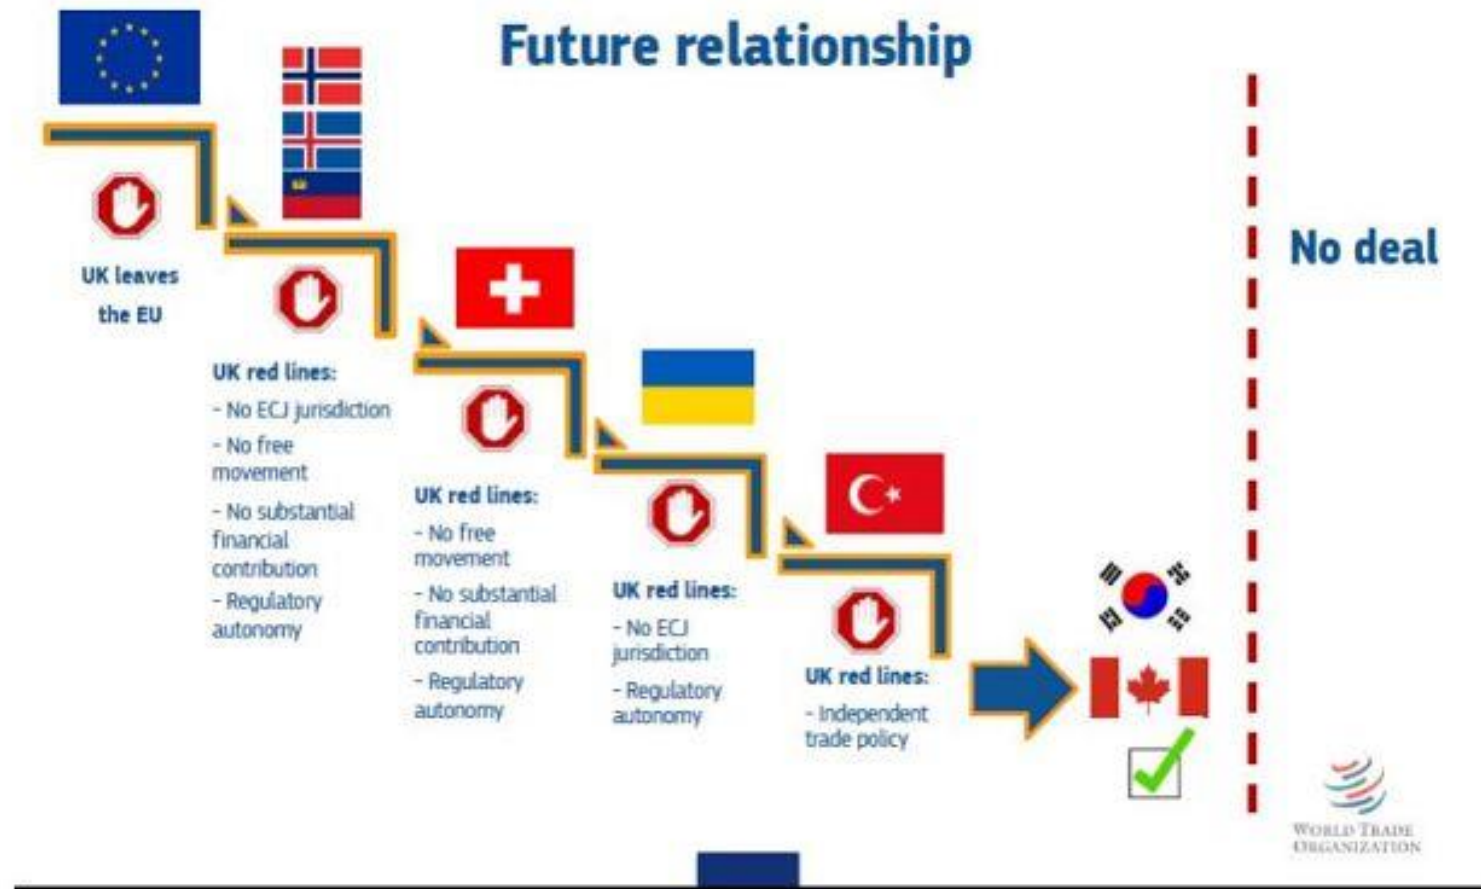 Future relationship
No deal
UK leaves
the EU
UK red lines:
- No ECJ jurisdiction
- No free
movement
- No substantial
financial
contribution
- Regulatory
autonomy
UK red lines:
- No free
movement
- No substantial
financial
contribution
- Regulatory
autonomy
UK red lines:
- No ECJ
jurisdiction
- Regulatory
autonomy
UK red lines:
- Independent
trade policy
WORLD TRADE
ORGANIZATION